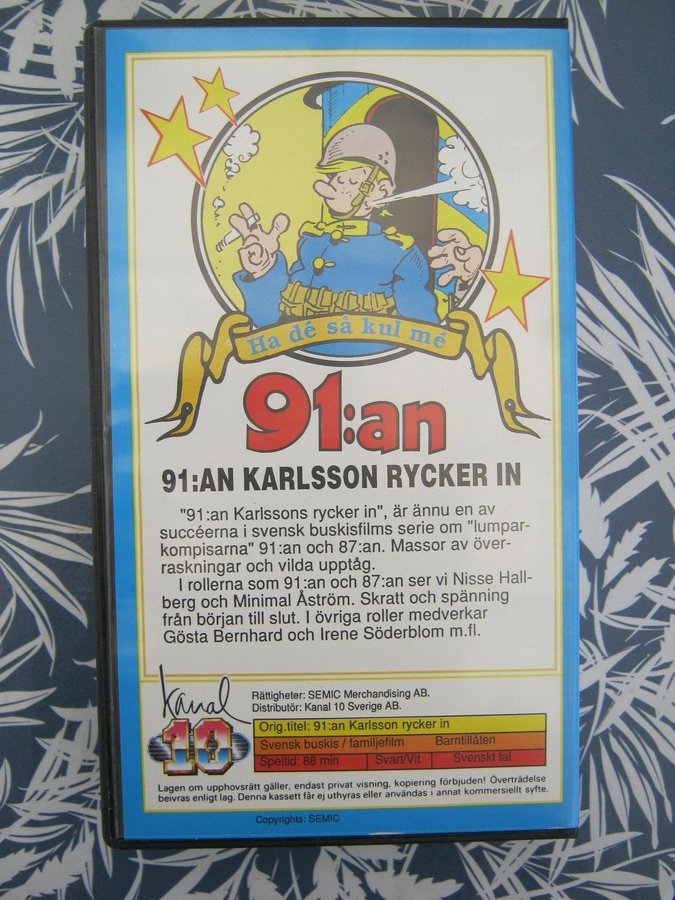 Ha dé så kul mé
91:an
91:AN KARLSSON RYCKER IN
"91:an Karlssons rycker in", är ännu en av
succéerna i svensk buskisfilms serie om "lumpar-
kompisarna" 91:an och 87:an. Massor av över-
raskningar och vilda upptåg.
I rollerna som 91:an och 87:an ser vi Nisse Hall-
berg och Minimal Åström. Skratt och spänning
från början till slut. I övriga roller medverkar
Gösta Bernhard och Irene Söderblom m.fl.
Kanal
10
Rättigheter: SEMIC Merchandising AB.
Distributör: Kanal 10 Sverige AB.
Orig.titel: 91:an Karlsson rycker in
Svensk buskis / familjefilm Barntillåten
Speltid: 88 min Svart/Vit Svenskt tal
Lagen om upphovsrätt gäller, endast privat visning, kopiering förbjuden! Överträdelse
beivras enligt lag. Denna kassett får ej uthyras eller användas i annat kommersiellt syfte.
Copyrights: SEMIC